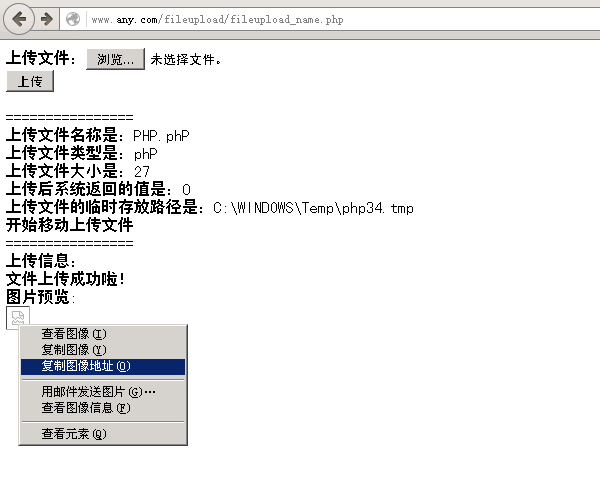 www.any.com/fileupload/fileupload_name.php
上传文件: 浏览... 未选择文件。
上传
================
上传文件名称是: PHP.phP
上传文件类型是: phP
上传文件大小是: 27
上传后系统返回的值是: 0
上传文件的临时存放路径是: C:\WINDOWS\Temp\php34.tmp
开始移动上传文件
================
上传信息:
文件上传成功啦!
图片预览:
查看图像(I)
复制图像(Y)
复制图像地址(O)
用邮件发送图片(G)…
查看图像信息(F)
查看元素(Q)